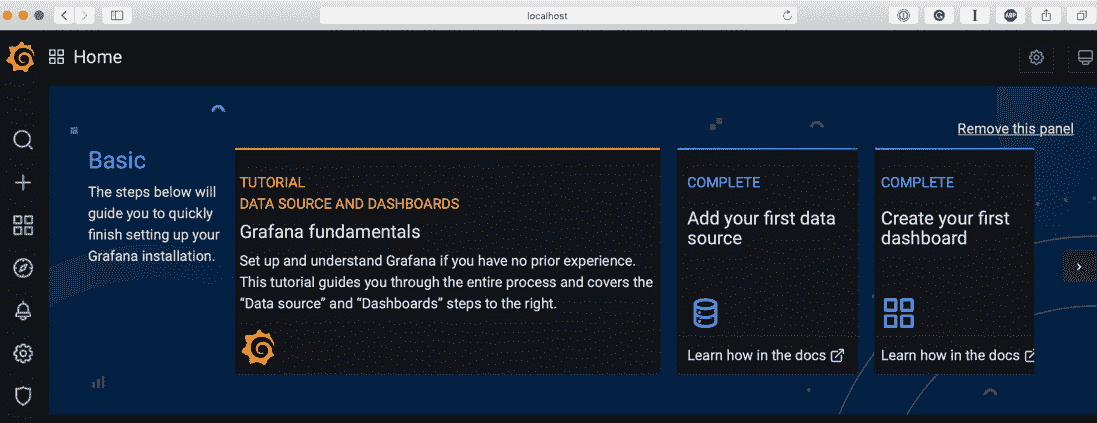 localhost
Home
Remove this panel
Basic
The steps below will
guide you to quickly
finish setting up your
Grafana installation.
TUTORIAL
DATA SOURCE AND DASHBOARDS
Grafana fundamentals
Set up and understand Grafana if you have no prior experience.
This tutorial guides you through the entire process and covers the
“Data source” and “Dashboards” steps to the right.
COMPLETE
Add your first data
source
Learn how in the docs
COMPLETE
Create your first
dashboard
Learn how in the docs